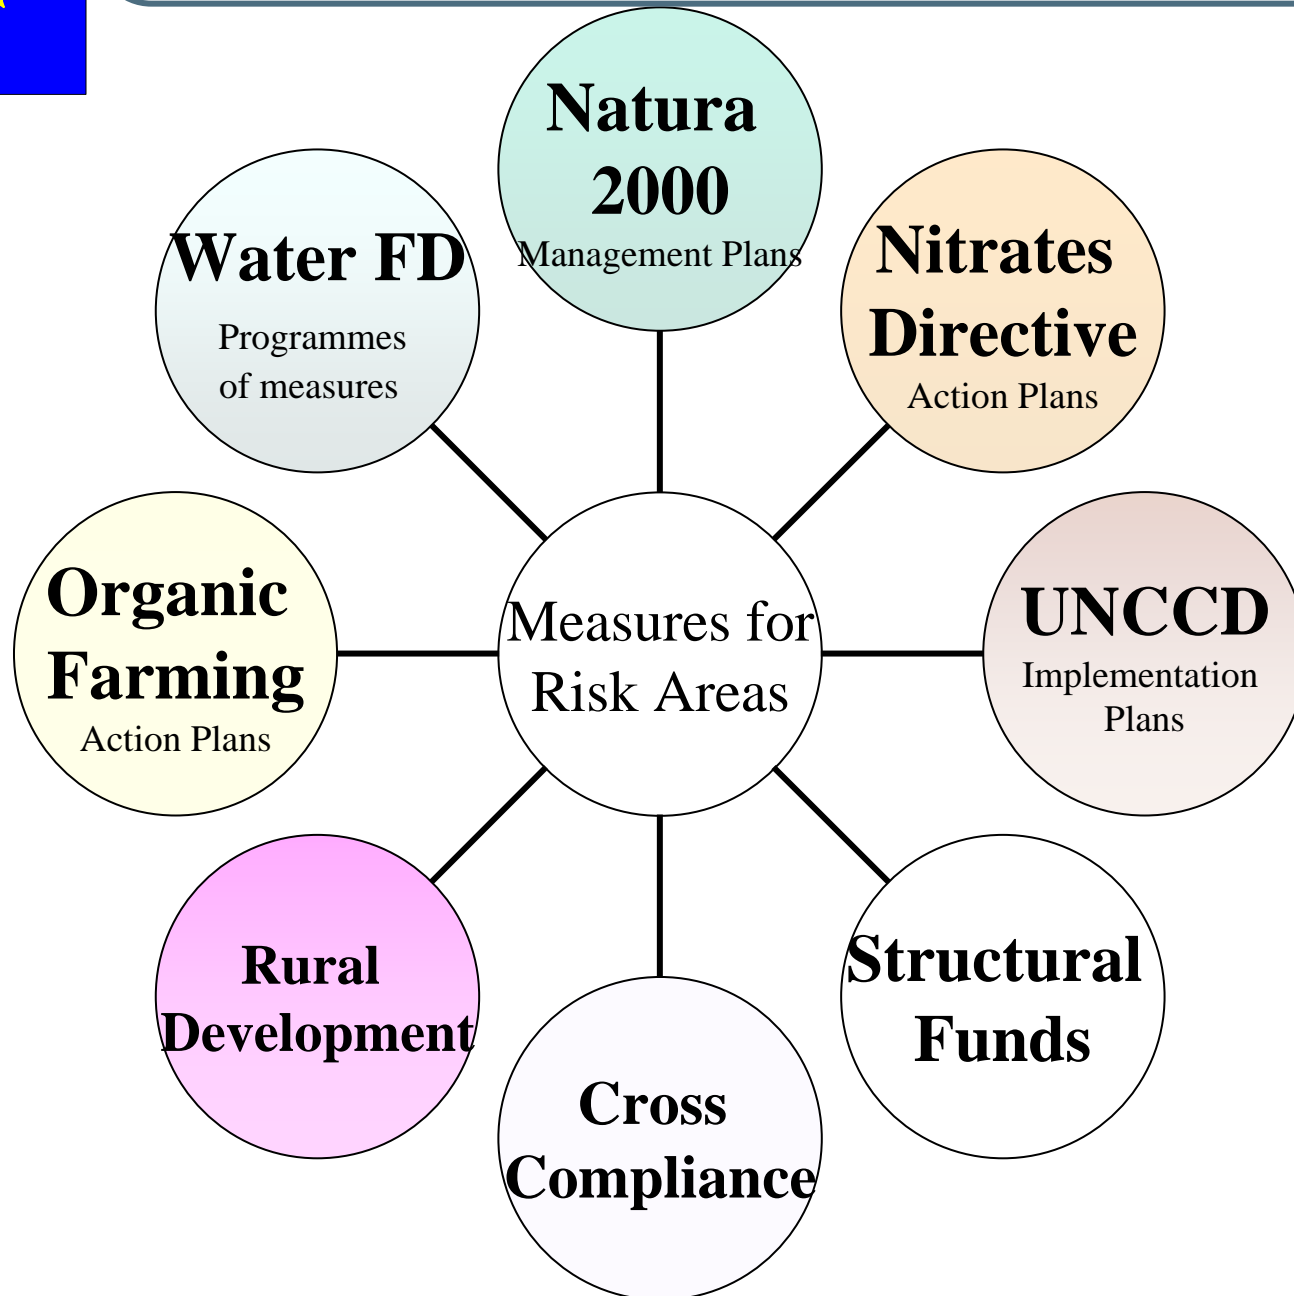 Natura
2000
Management Plans
Water FD
Programmes
of measures
Nitrates
Directive
Action Plans
Organic
Farming
Action Plans
Measures for
Risk Areas
UNCCD
Implementation
Plans
Rural
Development
Structural
Funds
Cross
Compliance